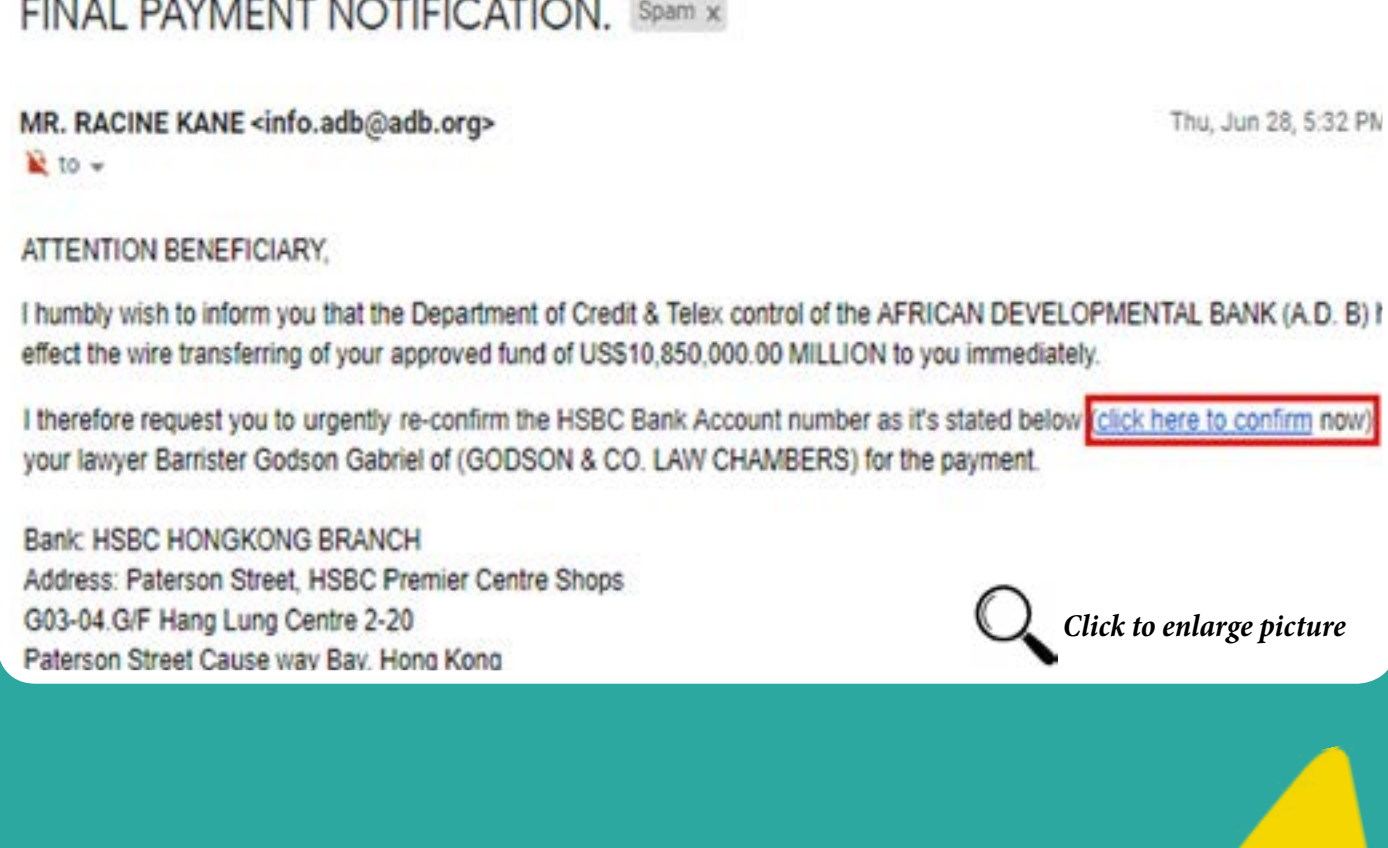 FINAL PAYMENT NOTIFICATION.  Spam x
MR. RACINE KANE <info.adb@adb.org>  Thu, Jun 28, 5:32 PM
to
ATTENTION BENEFICIARY,
I humbly wish to inform you that the Department of Credit & Telex control of the AFRICAN DEVELOPMENTAL BANK (A.D. B)
effect the wire transferring of your approved fund of US$10,850,000.00 MILLION to you immediately.
I therefore request you to urgently re-confirm the HSBC Bank Account number as it's stated below (click here to confirm now)
your lawyer Barrister Godson Gabriel of (GODSON & CO. LAW CHAMBERS) for the payment.
Bank: HSBC HONGKONG BRANCH
Address: Paterson Street, HSBC Premier Centre Shops
G03-04.G/F Hang Lung Centre 2-20
Paterson Street Cause way Bay, Hong Kong
Click to enlarge picture